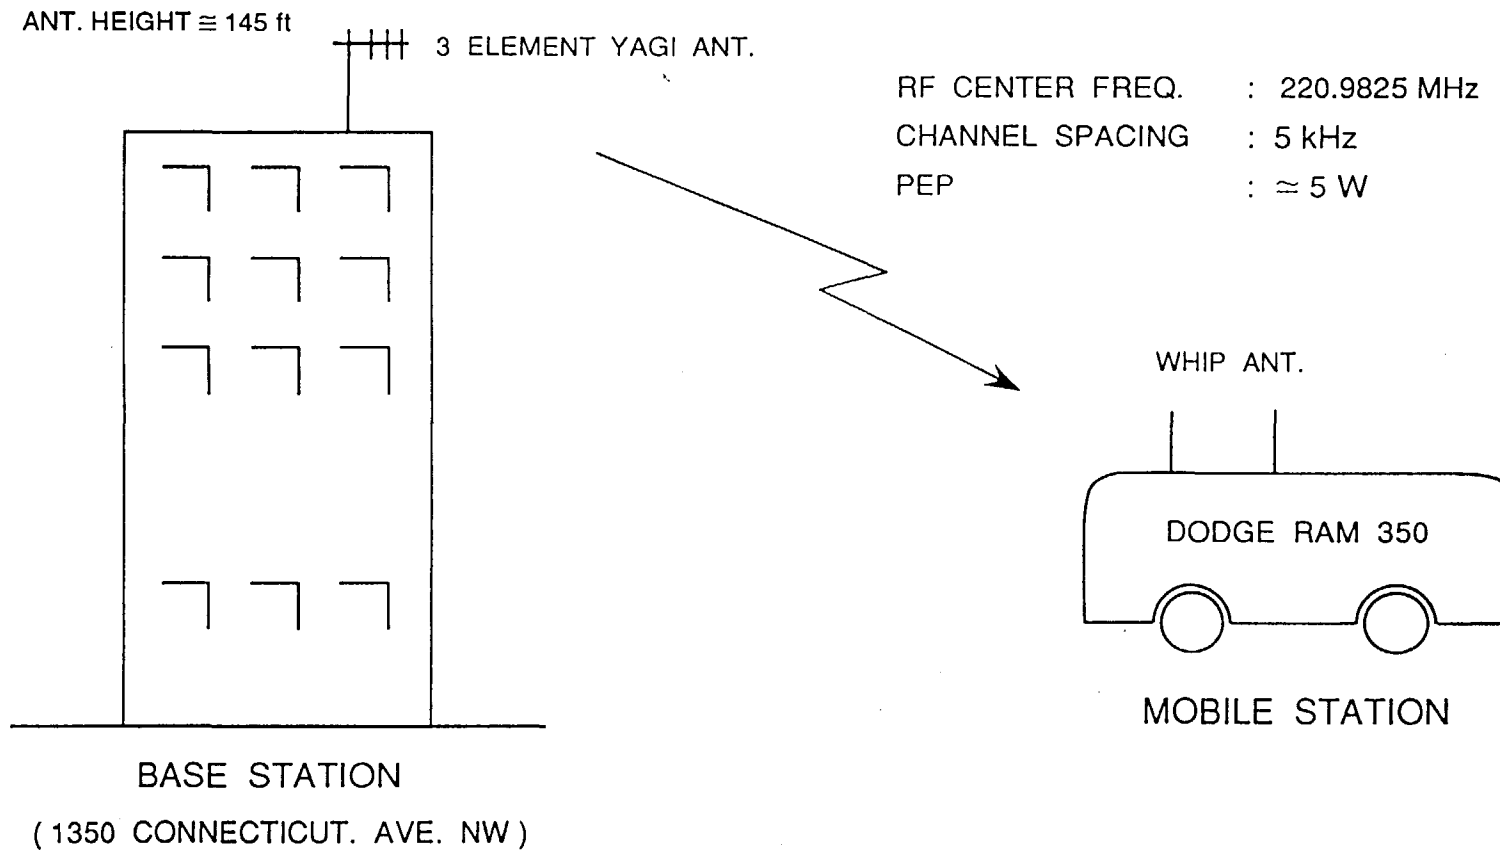 ANT. HEIGHT ≅ 145 ft
3 ELEMENT YAGI ANT.
RF CENTER FREQ. : 220.9825 MHz
CHANNEL SPACING : 5 kHz
PEP : ≃ 5 W
WHIP ANT.
DODGE RAM 350
MOBILE STATION
BASE STATION
( 1350 CONNECTICUT. AVE. NW )